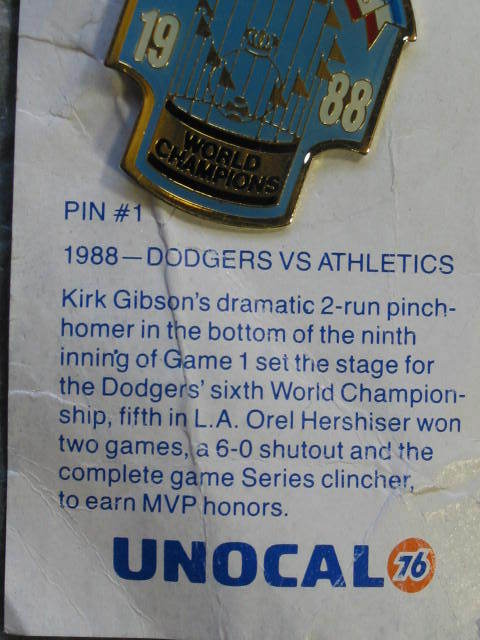 19
88
WORLD
CHAMPIONS
PIN #1
1988—DODGERS VS ATHLETICS
Kirk Gibson's dramatic 2-run pinch-
homer in the bottom of the ninth
inning of Game 1 set the stage for
the Dodgers' sixth World Champion-
ship, fifth in L.A. Orel Hershiser won
two games, a 6-0 shutout and the
complete game Series clincher,
to earn MVP honors.
UNOCAL 76